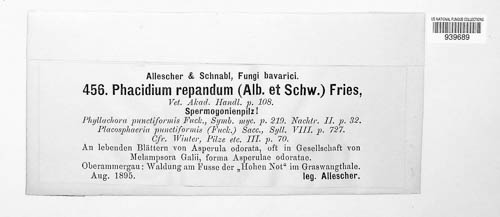 US NATIONAL FUNGUS COLLECTIONS
939689
Allescher & Schnabl, Fungi bavarici.
456. Phacidium repandum (Alb. et Schw.) Fries,
Vet. Akad. Handl. p. 108.
Spermogonienpilz!
Phyllachora punctiformis Fuck., Symb. myc. p. 219. Nachtr. II. p. 32.
Placosphaeria punctiformis (Fuck.) Sacc., Syll. VIII. p. 727.
Cfr. Winter, Pilze etc. III. p. 70.
An lebenden Blättern von Asperula odorata, oft in Gesellschaft von
Melampsora Galii, forma Asperulae odoratae.
Oberammergau: Waldung am Fusse der „Hohen Not“ im Graswangthale.
Aug. 1895. leg. Allescher.